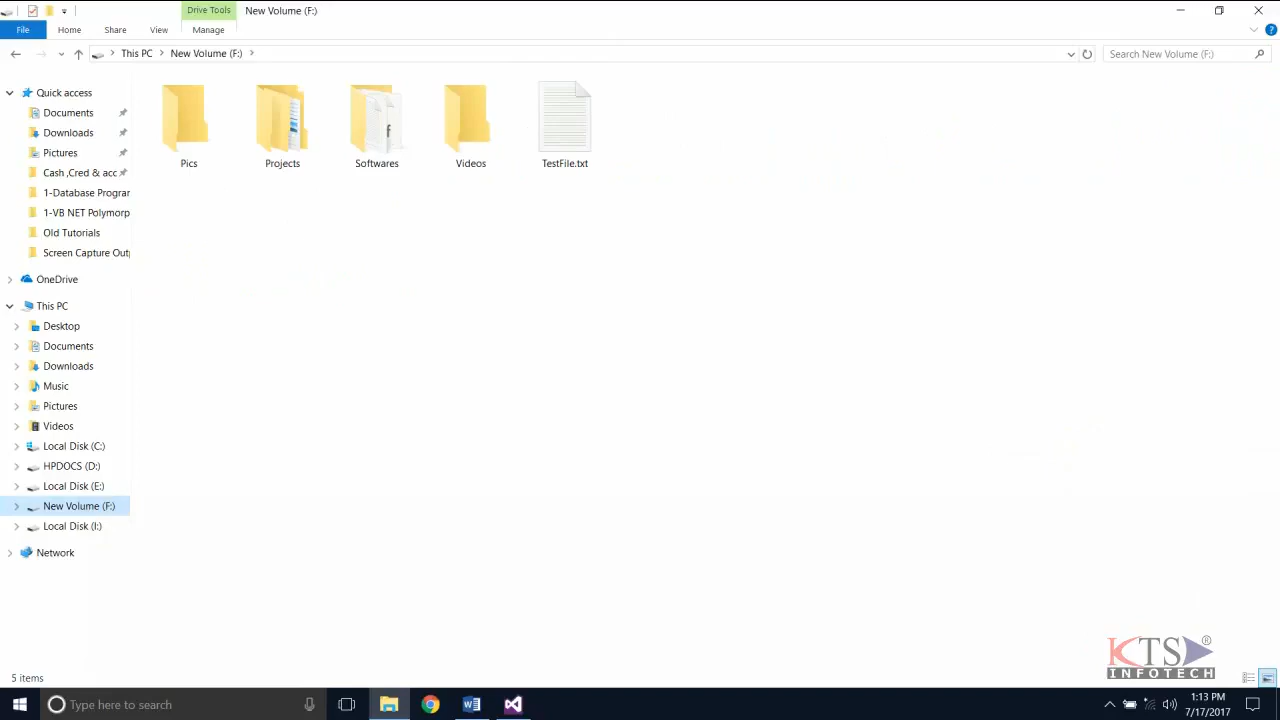 Drive Tools
New Volume (F:)
File
Home
Share
View
Manage
This PC
New Volume (F:)
Search New Volume (F:)
Quick access
Documents
Downloads
Pictures
Cash ,Cred & acc
1-Database Progran
1-VB NET Polymorp
Old Tutorials
Screen Capture Outp
OneDrive
This PC
Desktop
Documents
Downloads
Music
Pictures
Videos
Local Disk (C:)
HPDOCS (D:)
Local Disk (E:)
New Volume (F:)
Local Disk (I:)
Network
Pics
Projects
Softwares
Videos
TestFile.txt
5 items
KTS®
INFOTECH
Type here to search
1:13 PM
7/17/2017